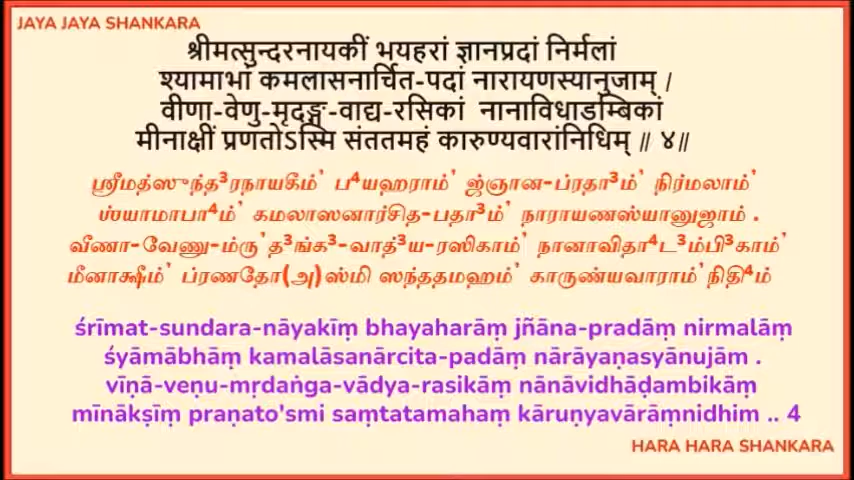 JAYA JAYA SHANKARA
श्रीमत्सुन्दरनायकीं भयहरां ज्ञानप्रदां निर्मलां
श्यामाभां कमलासनार्चित-पदां नारायणस्यानुजाम् /
वीणा-वेणु-मृदङ्ग-वाद्य-रसिकां नानाविधाडम्बिकां
मीनाक्षीं प्रणतोऽस्मि संततमहं कारुण्यवारांनिधिम् ॥ ४॥
ஸ்ரீமத்ஸுந்த³ரநாயகீம்ʼ ப⁴யஹராம்ʼ ஜ்ஞான-ப்ரதா³ம்ʼ நிர்மலாம்ʼ
ஶ்யாமாபா⁴ம்ʼ கமலாஸனார்சித-பதா³ம்ʼ நாராயணஸ்யானுஜாம் .
வீணா-வேணு-ம்ருʼத³ங்க³-வாத்³ய-ரஸிகாம்ʼ நானாவிதா⁴ட³ம்பி³காம்ʼ
மீனாக்ஷீம்ʼ ப்ரணதோ(அ)ஸ்மி ஸந்ததமஹம்ʼ காருண்யவாராம்ʼநிதி⁴ம்
śrīmat-sundara-nāyakīṃ bhayaharāṃ jñāna-pradāṃ nirmalāṃ
śyāmābhāṃ kamalāsanārcita-padāṃ nārāyaṇasyānujām .
vīṇā-veṇu-mṛdaṅga-vādya-rasikāṃ nānāvidhāḍambikāṃ
mīnākṣīṃ praṇato'smi saṃtatamahaṃ kāruṇyavārāṃnidhim .. 4
HARA HARA SHANKARA